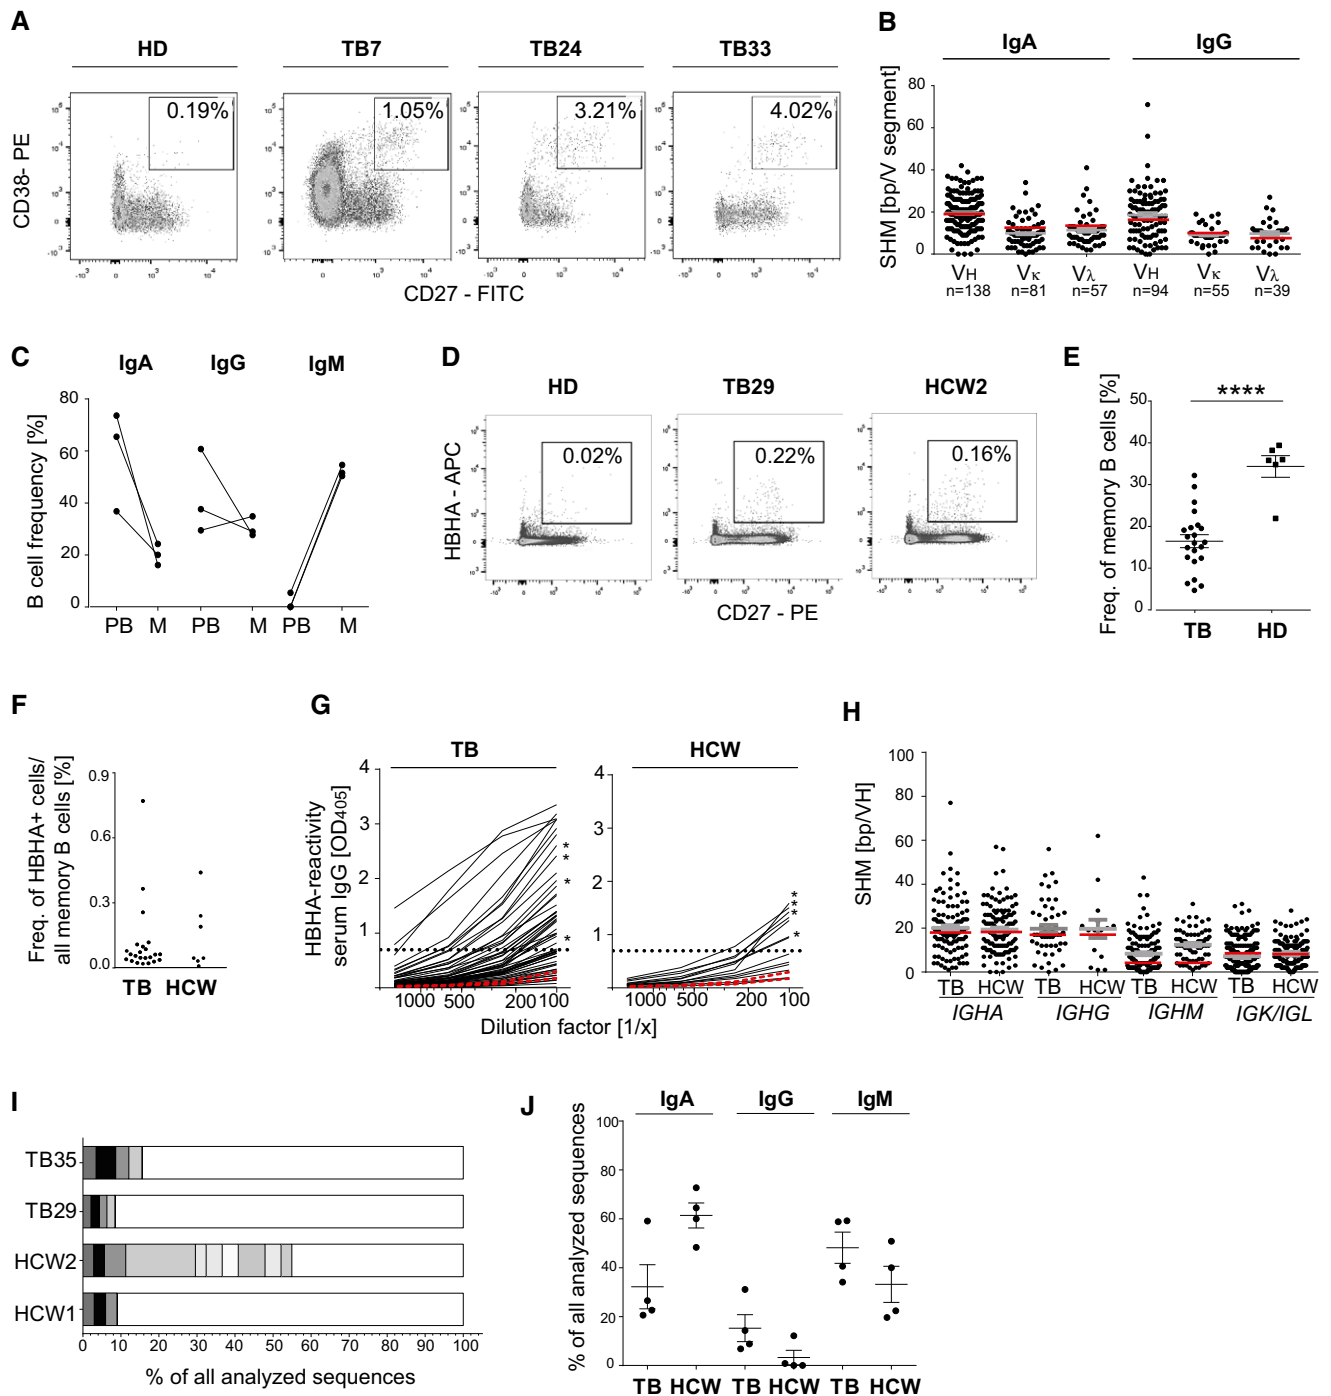 A
HD
TB7
TB24
TB33
0.19%
1.05%
3.21%
4.02%
CD38- PE
CD27 - FITC
B
IgA
IgG
SHM [bp/V segment]
80
60
40
20
0
VH
Vκ
Vλ
VH
Vκ
Vλ
n=138
n=81
n=57
n=94
n=55
n=39
C
IgA
IgG
IgM
B cell frequency [%]
80
60
40
20
0
PB
M
PB
M
PB
M
D
HD
TB29
HCW2
0.02%
0.22%
0.16%
HBHA - APC
CD27 - PE
E
Freq. of memory B cells [%]
****
50
40
30
20
10
0
TB
HD
F
Freq. of HBHA+ cells/
all memory B cells [%]
0.9
0.6
0.3
0.0
TB HCW
G
TB
HCW
HBHA-reactivity
serum IgG [OD405]
4
3
2
1
4
3
2
1
*
*
*
*
*
*
*
*
1000 500 200 100
1000 500 200 100
Dilution factor [1/x]
H
SHM [bp/VH]
100
80
60
40
20
0
TB HCW TB HCW TB HCW TB HCW
IGHA IGHG IGHM IGK/IGL
I
TB35
TB29
HCW2
HCW1
0 10 20 30 40 50 60 70 80 90 100
% of all analyzed sequences
J
IgA
IgG
IgM
% of all analyzed sequences
100
80
60
40
20
0
TB HCW TB HCW TB HCW